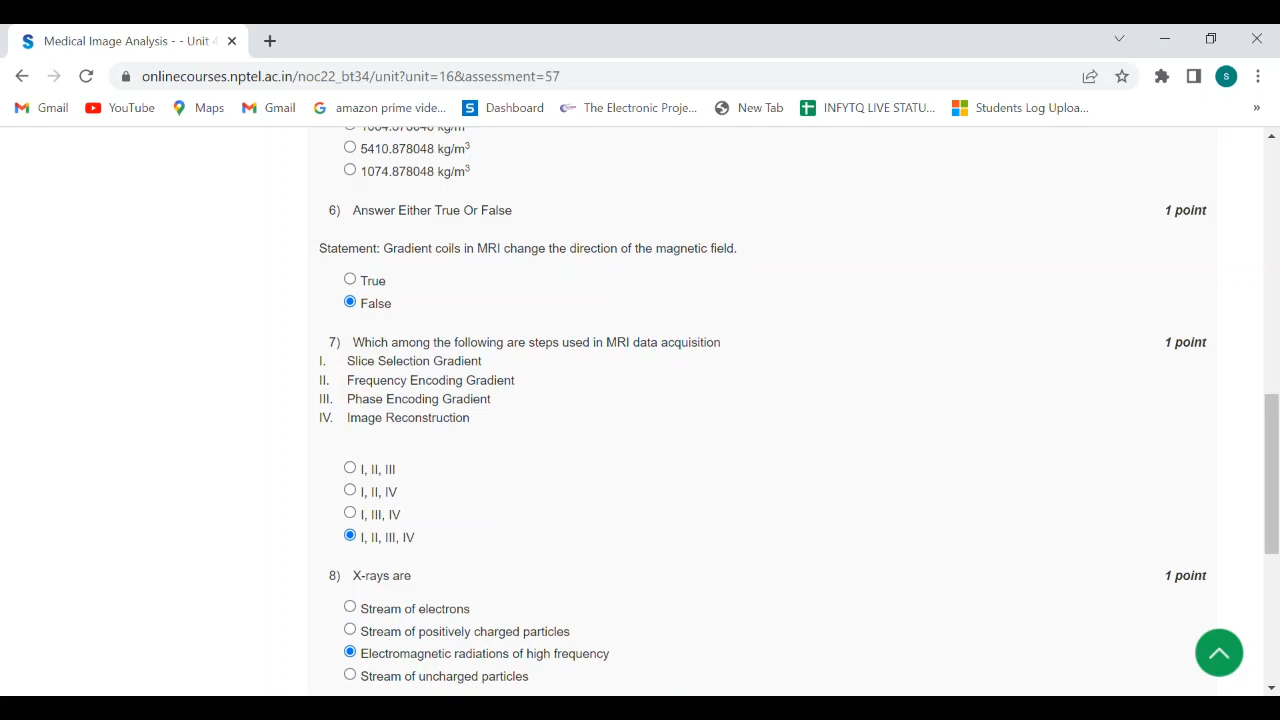 Medical Image Analysis - - Unit 4
onlinecourses.nptel.ac.in/noc22_bt34/unit?unit=16&assessment=57
S
Gmail YouTube Maps Gmail amazon prime vide... Dashboard The Electronic Proje... New Tab INFYTQ LIVE STATU... Students Log Uploa... »
5410.878048 kg/m³
1074.878048 kg/m³
6) Answer Either True Or False 1 point
Statement: Gradient coils in MRI change the direction of the magnetic field.
True
False
7) Which among the following are steps used in MRI data acquisition 1 point
I. Slice Selection Gradient
II. Frequency Encoding Gradient
III. Phase Encoding Gradient
IV. Image Reconstruction
I, II, III
I, II, IV
I, III, IV
I, II, III, IV
8) X-rays are 1 point
Stream of electrons
Stream of positively charged particles
Electromagnetic radiations of high frequency
Stream of uncharged particles